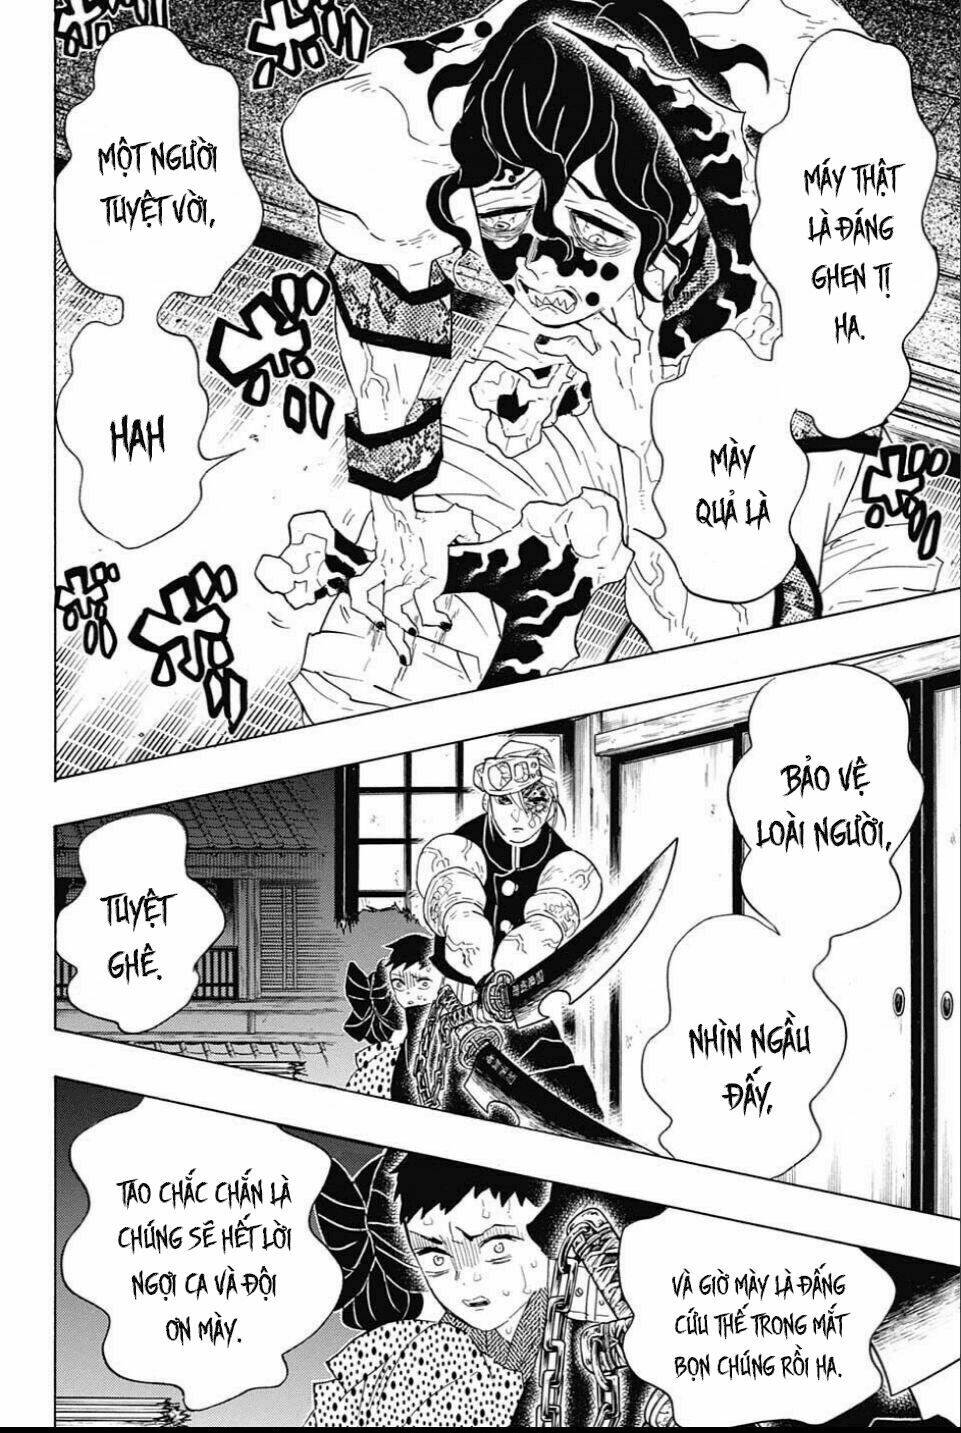 MÁY THẬT
LÀ ĐÁNG
GHEN TỊ
HA.
MÀY
QUẢ LÀ
MỘT NGƯỜI
TUYỆT VỜI,
HAH
BẢO VỆ
LOÀI NGƯỜI,
NHÌN NGẦU
ĐẤY,
TUYỆT
GHÊ.
VÀ GIỜ MÀY LÀ ĐẤNG
CỨU THẾ TRONG MẮT
BỌN CHÚNG RỒI HA.
TAO CHẮC CHẮN LÀ
CHÚNG SẼ HẾT LỜI
NGỢI CA VÀ ĐỘI
ƠN MÀY.